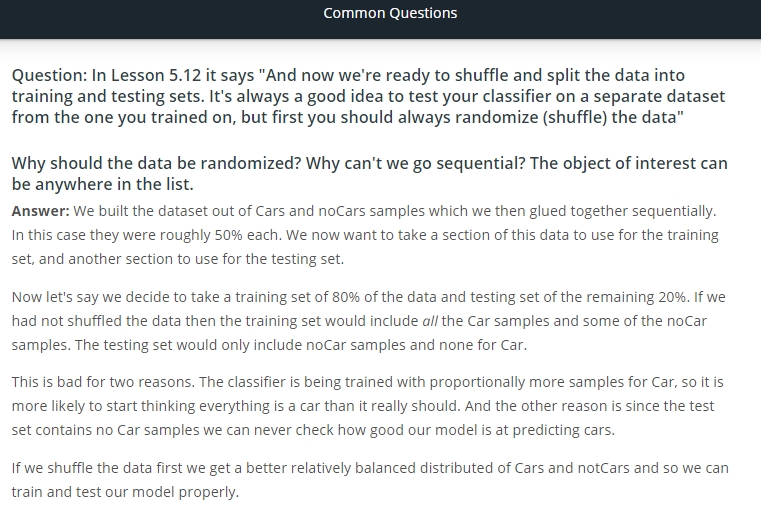 Common Questions
Question: In Lesson 5.12 it says "And now we're ready to shuffle and split the data into
training and testing sets. It's always a good idea to test your classifier on a separate dataset
from the one you trained on, but first you should always randomize (shuffle) the data"
Why should the data be randomized? Why can't we go sequential? The object of interest can
be anywhere in the list.
Answer: We built the dataset out of Cars and noCars samples which we then glued together sequentially.
In this case they were roughly 50% each. We now want to take a section of this data to use for the training
set, and another section to use for the testing set.
Now let's say we decide to take a training set of 80% of the data and testing set of the remaining 20%. If we
had not shuffled the data then the training set would include all the Car samples and some of the noCar
samples. The testing set would only include noCar samples and none for Car.
This is bad for two reasons. The classifier is being trained with proportionally more samples for Car, so it is
more likely to start thinking everything is a car than it really should. And the other reason is since the test
set contains no Car samples we can never check how good our model is at predicting cars.
If we shuffle the data first we get a better relatively balanced distributed of Cars and notCars and so we can
train and test our model properly.